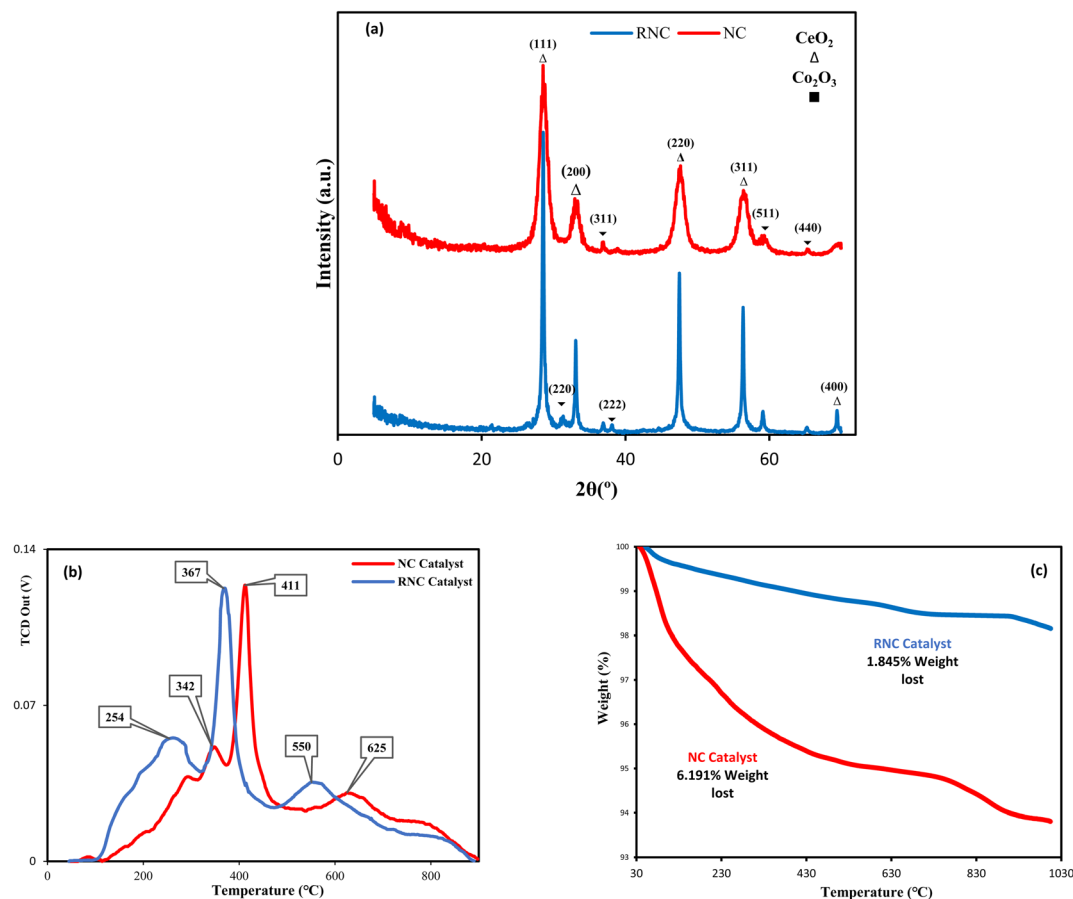 (a)
RNC
NC
CeO₂
Δ
Co₂O₃
■
(111)
Δ
(200)
Δ
(311)
(220)
Δ
(311)
Δ
(511)
(440)
(220)
(222)
(400)
Δ
Intensity (a.u.)
0
20
40
60
2θ(º)
(b)
NC Catalyst
RNC Catalyst
0.14
0.07
0
TCD Out (V)
254
342
367
411
550
625
0
200
400
600
800
Temperature (℃)
(c)
100
99
98
97
96
95
94
93
Weight (%)
RNC Catalyst
1.845% Weight
lost
NC Catalyst
6.191% Weight
lost
30
230
430
630
830
1030
Temperature (℃)